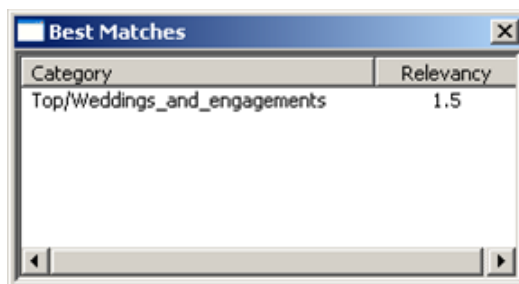 Best Matches
Category Relevancy
Top/Weddings_and_engagements 1.5